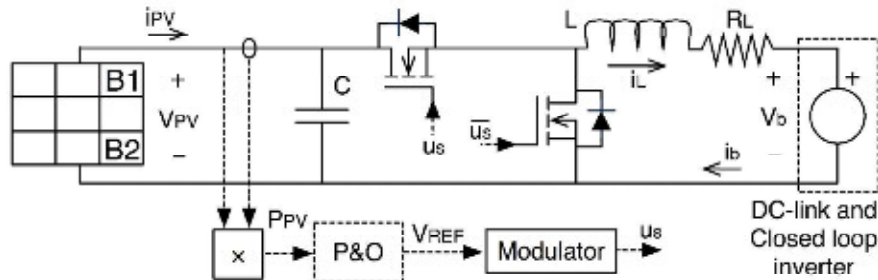 iPV
L
RL
B1
+
VPV
−
B2
C
us
iL
us
+
Vb
−
+
ib
PPV
×
P&O
VREF
Modulator
us
DC-link and
Closed loop
inverter